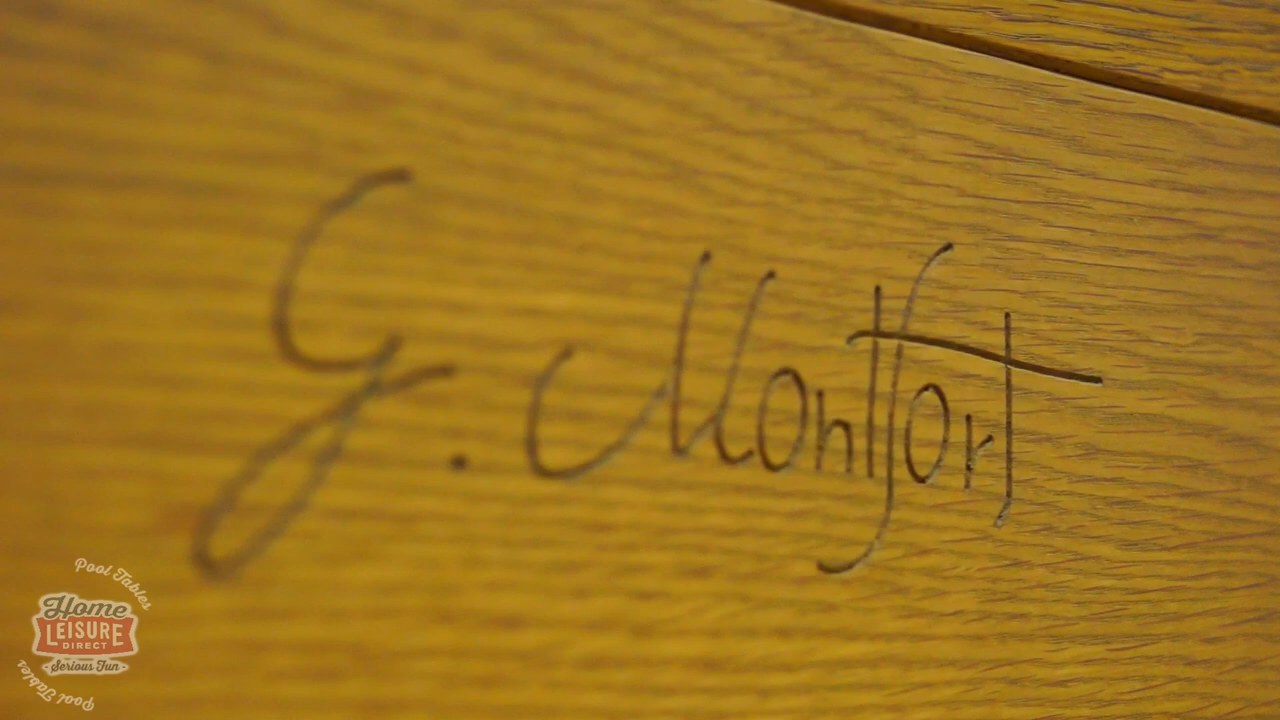 G. Montfort
Pool Tables
Home
LEISURE
DIRECT
· Serious Fun ·
Pool Tables